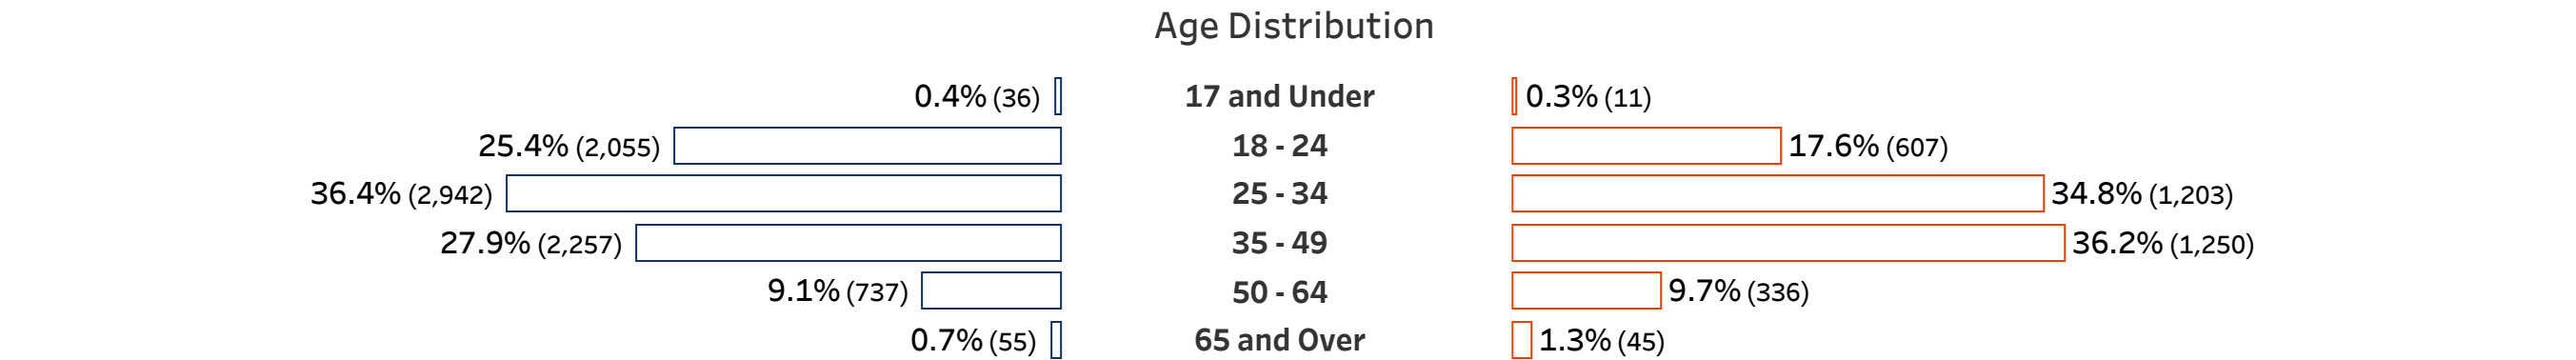 Age Distribution
0.4% (36) 17 and Under 0.3% (11)
25.4% (2,055) 18 - 24 17.6% (607)
36.4% (2,942) 25 - 34 34.8% (1,203)
27.9% (2,257) 35 - 49 36.2% (1,250)
9.1% (737) 50 - 64 9.7% (336)
0.7% (55) 65 and Over 1.3% (45)